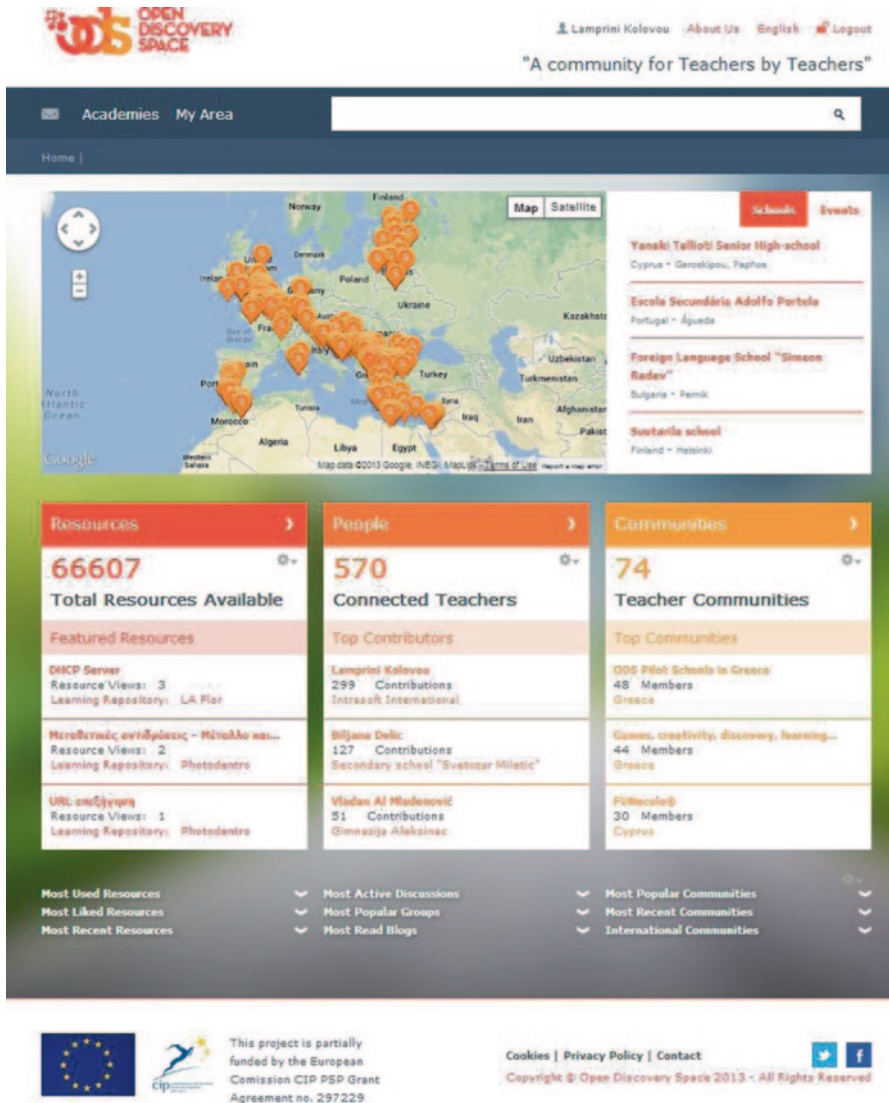 OPEN
DISCOVERY
SPACE
ods
Lamprini Kolovou About Us English Logout
"A community for Teachers by Teachers"
Academies My Area
Home |
Map Satellite
Finland
Norway
Denmark
Poland
Ukraine
Kazakhsta
Uzbekistan
Turkmenistan
Turkey
Italy
Tunisia
Syria
Iraq
Iran
Afghanistan
Pakist
Morocco
Algeria
Libya
Egypt
Western
Sahara
North
Atlantic
Ocean
Google
Map data ©2013 Google, INEGI, MapLink - Terms of Use Report a map error
Schools Events
Yanaki Tallioti Senior High-school
Cyprus - Geroskipou, Paphos
Escola Secundária Adolfo Portela
Portugal - Águeda
Foreign Language School "Simeon
Radev"
Bulgaria - Pernik
Suutarila school
Finland - Helsinki
Resources
66607
Total Resources Available
Featured Resources
DHCP Server
Resource Views: 3
Learning Repository: LA Flor
Μεταθετικές αντιδράσεις - Μέταλλο και...
Resource Views: 2
Learning Repository: Photodentro
URL επεξήγηση
Resource Views: 1
Learning Repository: Photodentro
People
570
Connected Teachers
Top Contributors
Lamprini Kolovou
299 Contributions
Intrasoft International
Biljana Delic
127 Contributions
Secondary school "Svetozar Miletic"
Vladan Al Mladenović
51 Contributions
Gimnazija Aleksinac
Communities
74
Teacher Communities
Top Communities
ODS Pilot Schools in Greece
48 Members
Greece
Games, creativity, discovery, learning...
44 Members
Greece
FUNecole®
30 Members
Cyprus
Most Used Resources
Most Liked Resources
Most Recent Resources
Most Active Discussions
Most Popular Groups
Most Read Blogs
Most Popular Communities
Most Recent Communities
International Communities
cip
This project is partially
funded by the European
Comission CIP PSP Grant
Agreement no. 297229
Cookies | Privacy Policy | Contact
Copyright © Open Discovery Space 2013 - All Rights Reserved